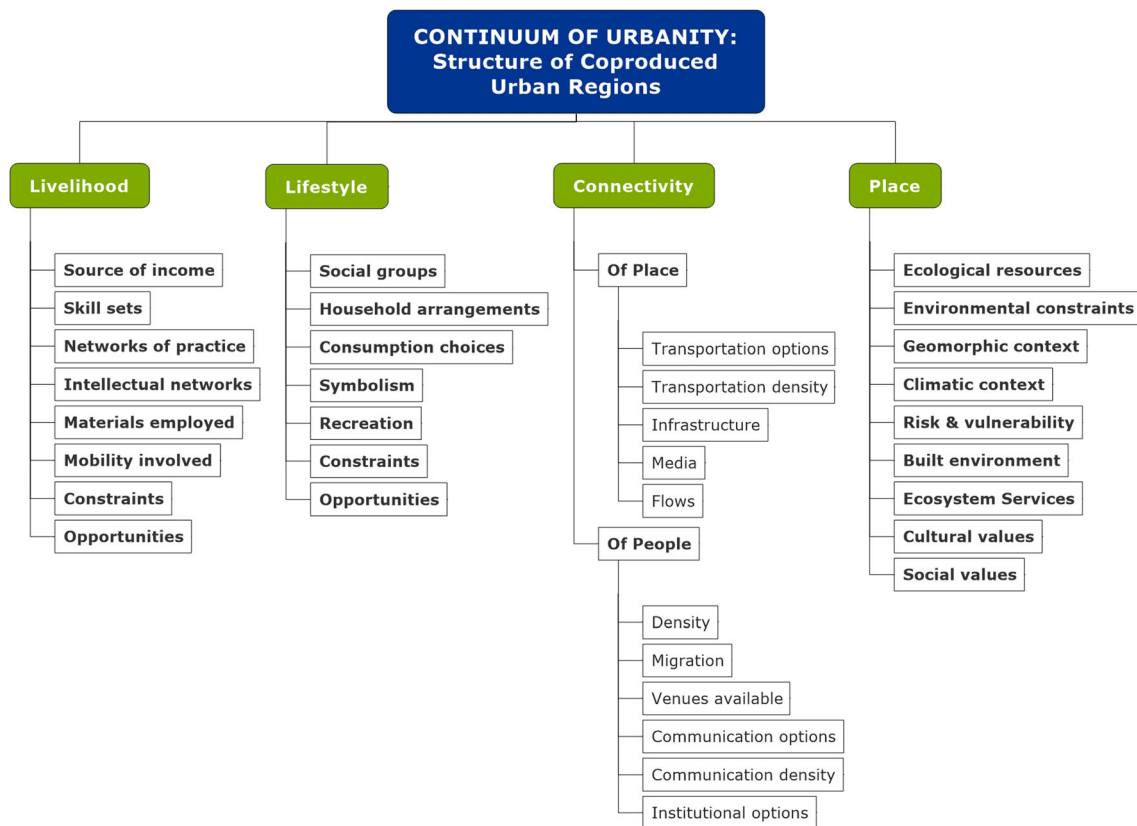 CONTINUUM OF URBANITY:
Structure of Coproduced
Urban Regions
Livelihood
Source of income
Skill sets
Networks of practice
Intellectual networks
Materials employed
Mobility involved
Constraints
Opportunities
Lifestyle
Social groups
Household arrangements
Consumption choices
Symbolism
Recreation
Constraints
Opportunities
Connectivity
Of Place
Transportation options
Transportation density
Infrastructure
Media
Flows
Of People
Density
Migration
Venues available
Communication options
Communication density
Institutional options
Place
Ecological resources
Environmental constraints
Geomorphic context
Climatic context
Risk & vulnerability
Built environment
Ecosystem Services
Cultural values
Social values